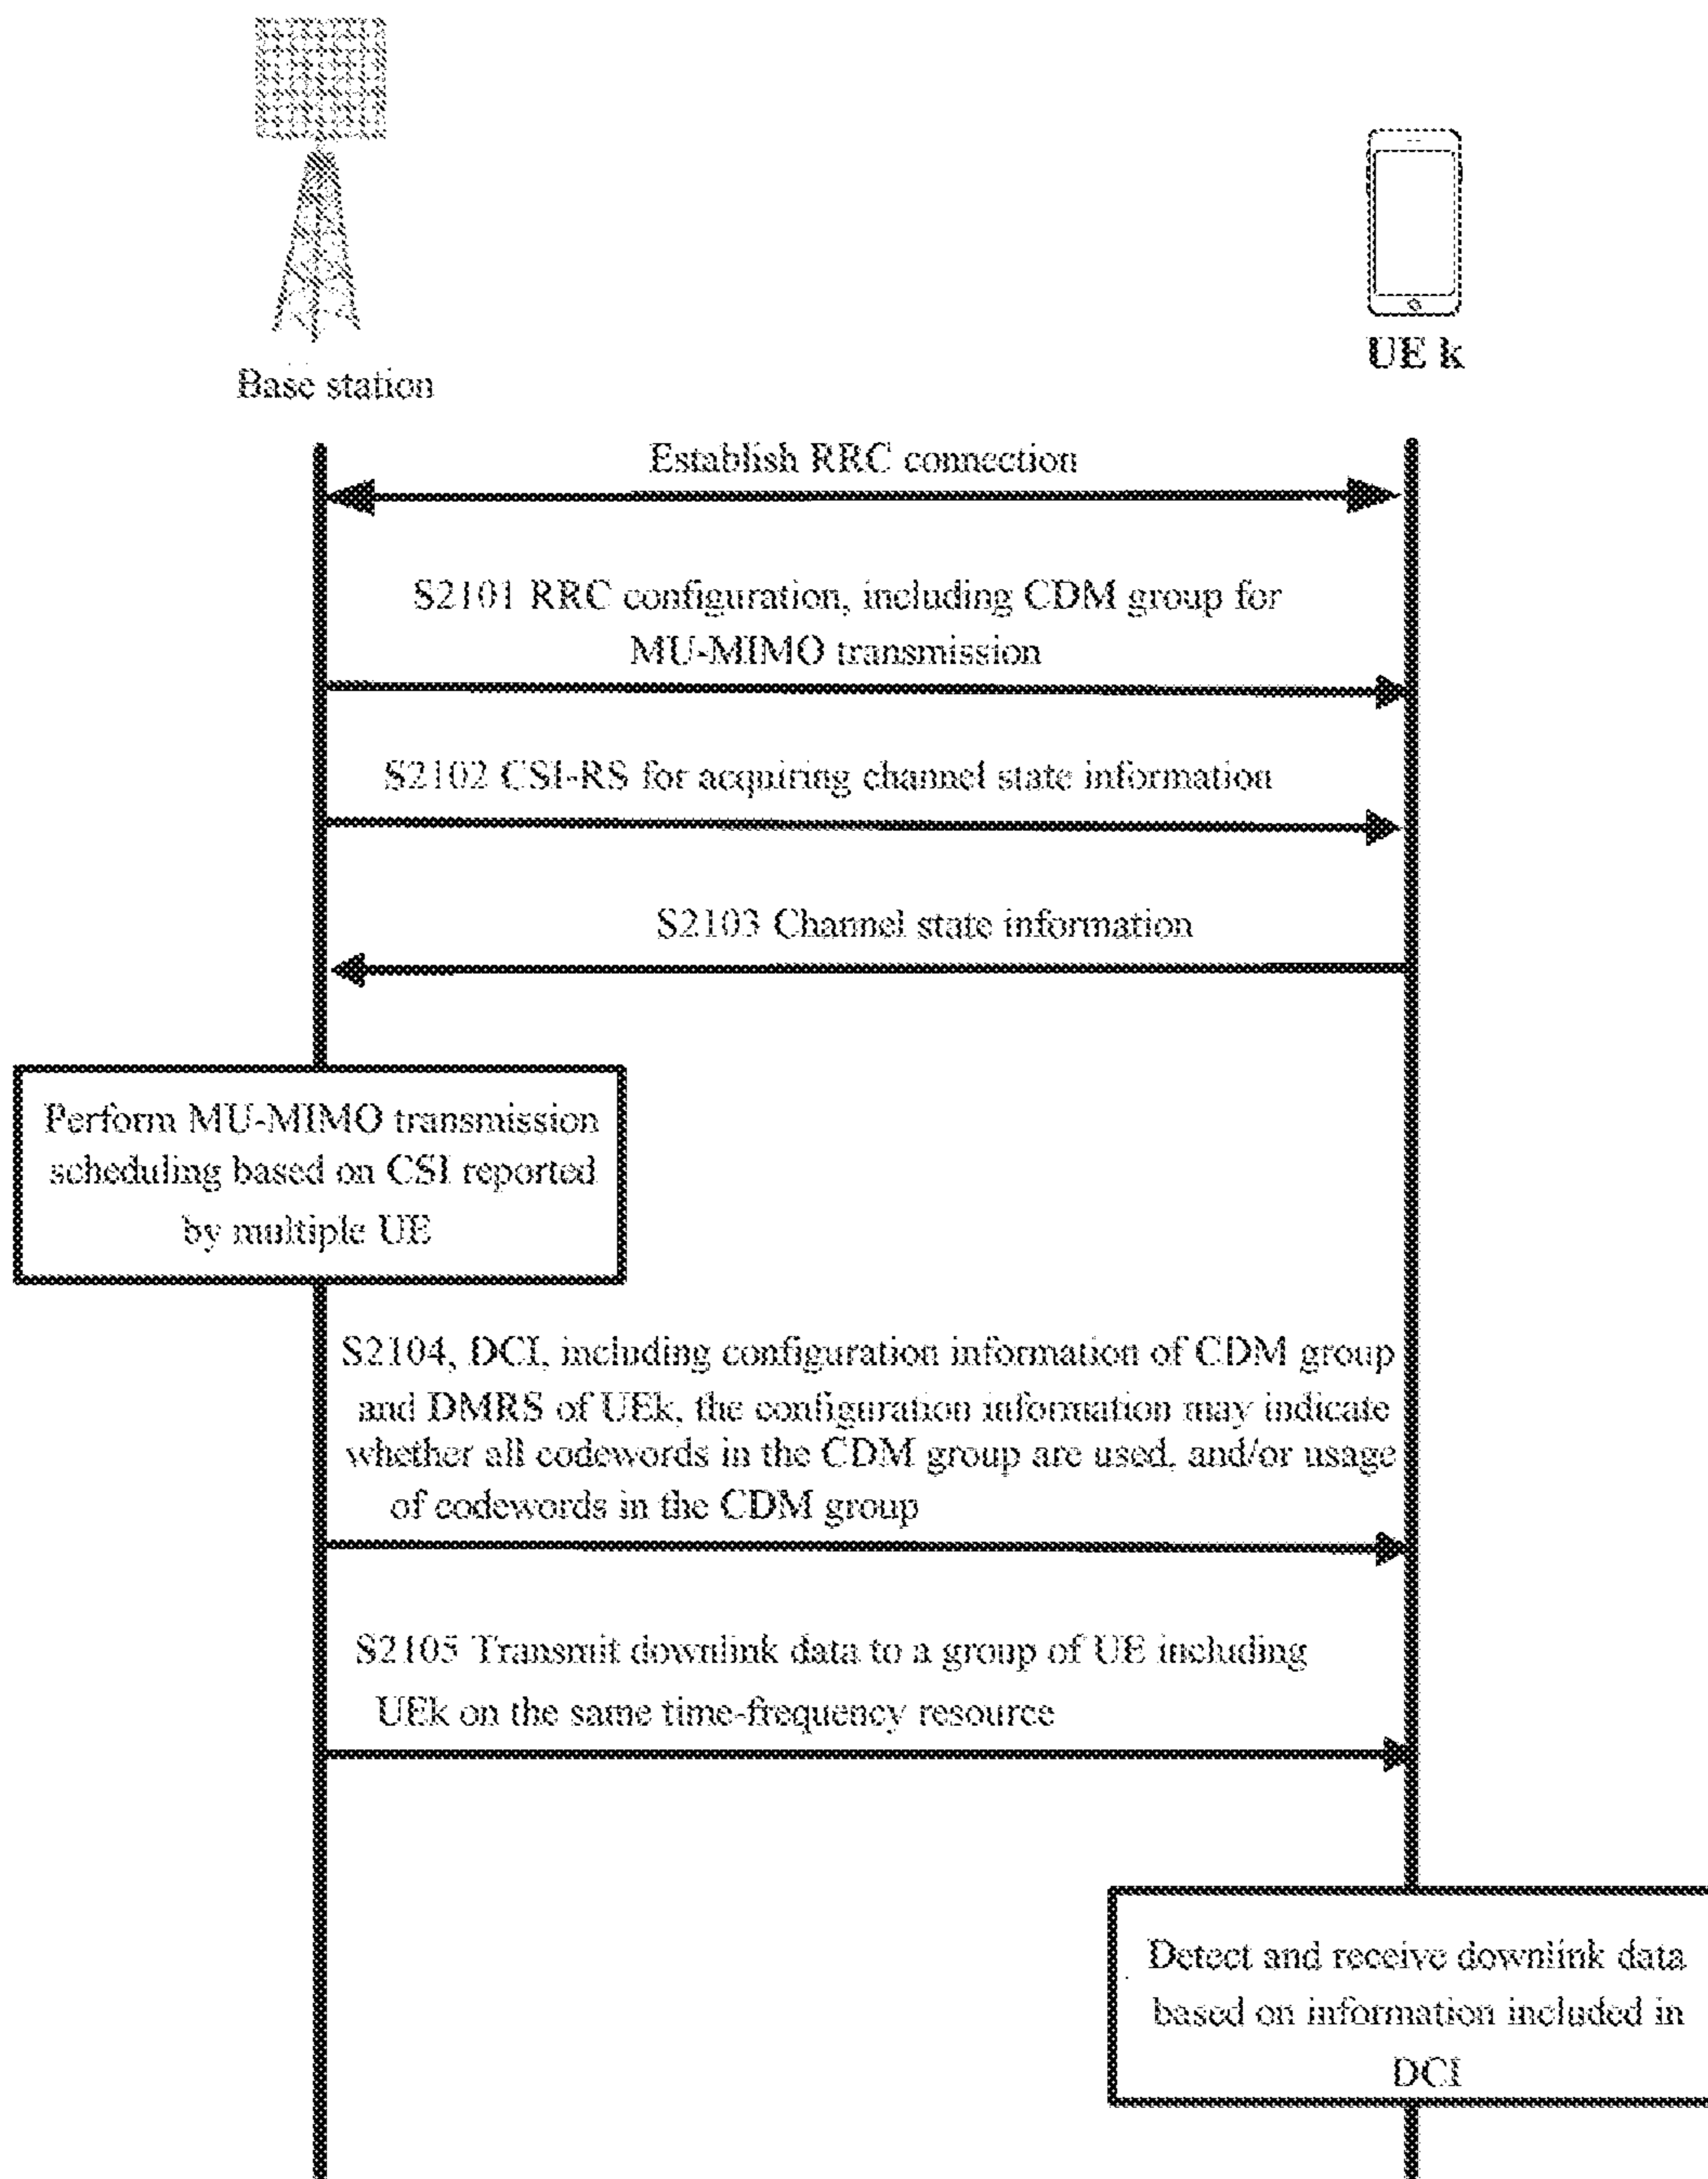 Base station
UE k
Establish RRC connection
S2101 RRC configuration, including CDM group for
MU-MIMO transmission
S2102 CSI-RS for acquiring channel state information
S2103 Channel state information
Perform MU-MIMO transmission
scheduling based on CSI reported
by multiple UE
S2104, DCI, including configuration information of CDM group
and DMRS of UEk, the configuration information may indicate
whether all codewords in the CDM group are used, and/or usage
of codewords in the CDM group
S2105 Transmit downlink data to a group of UE including
UEk on the same time-frequency resource
Detect and receive downlink data
based on information included in
DCI